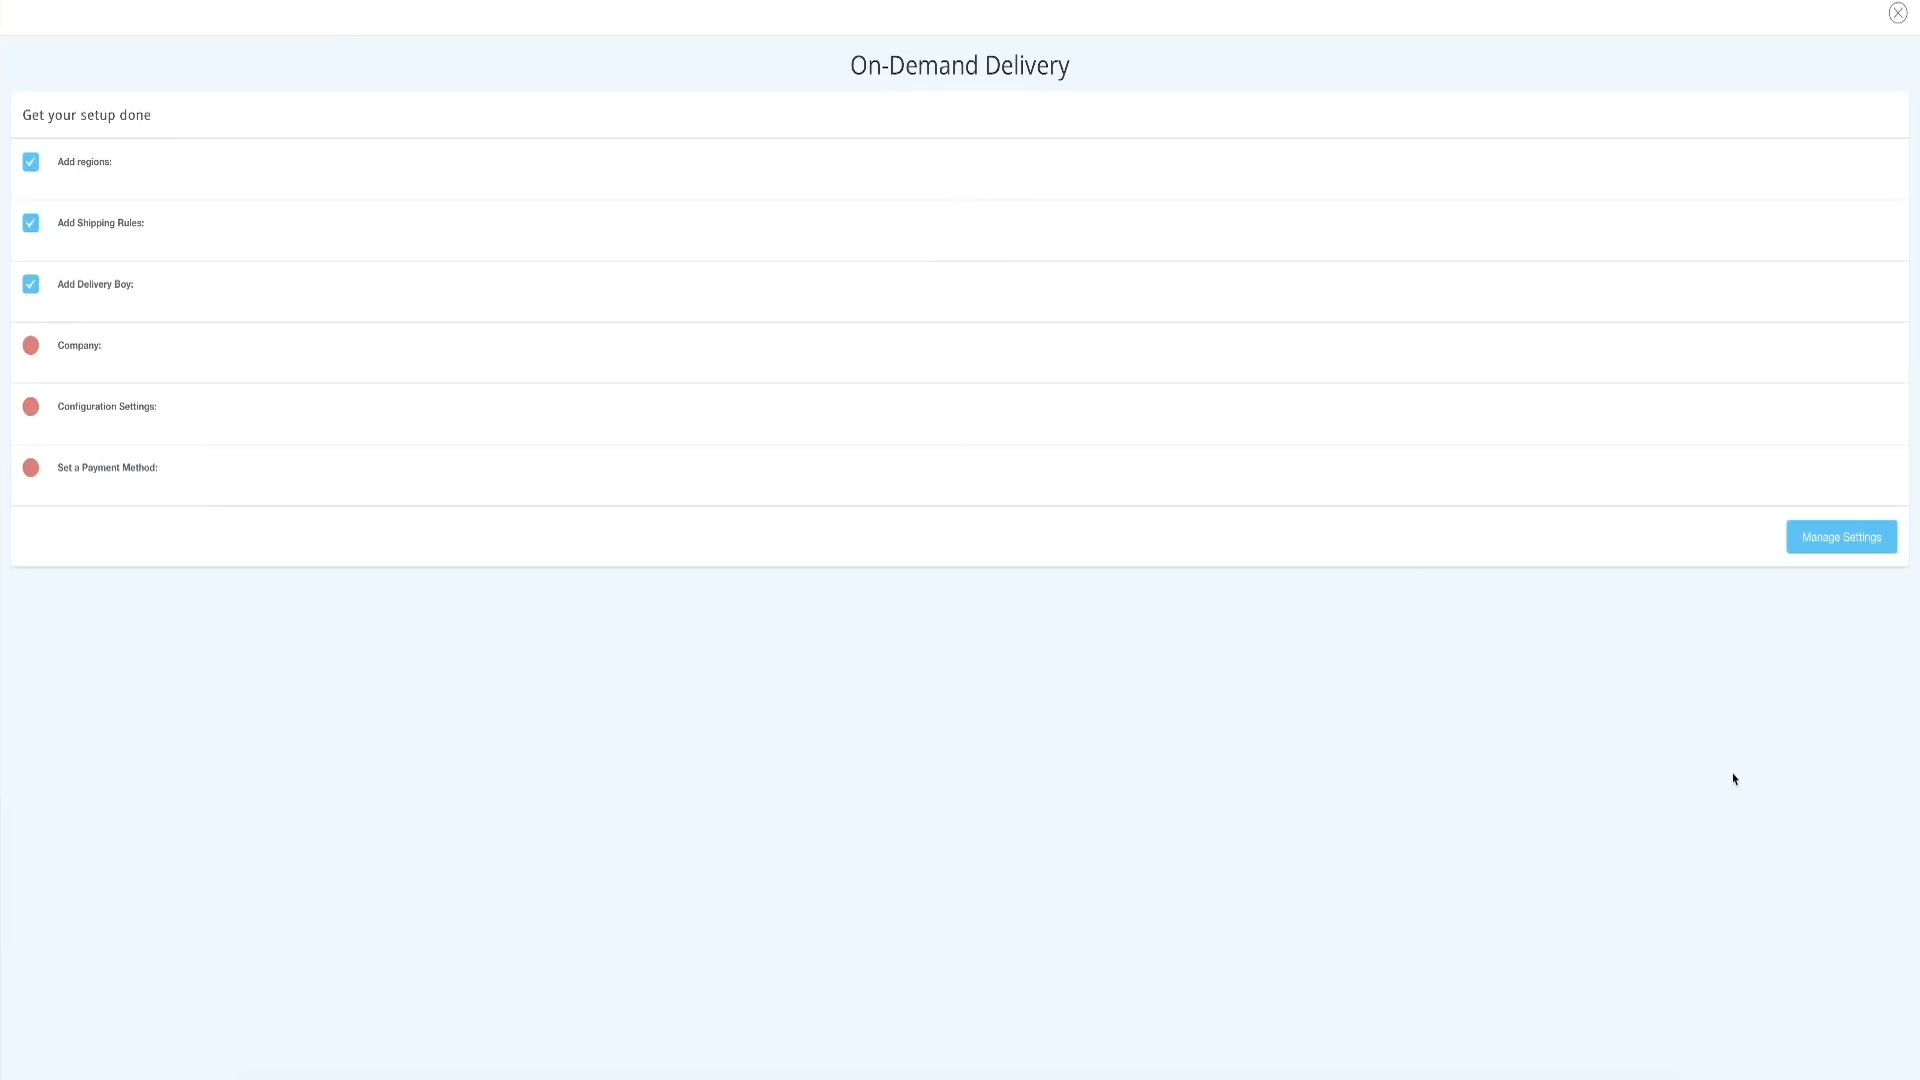 On-Demand Delivery
Get your setup done
Add regions:
Add Shipping Rules:
Add Delivery Boy:
Company:
Configuration Settings:
Set a Payment Method:
Manage Settings